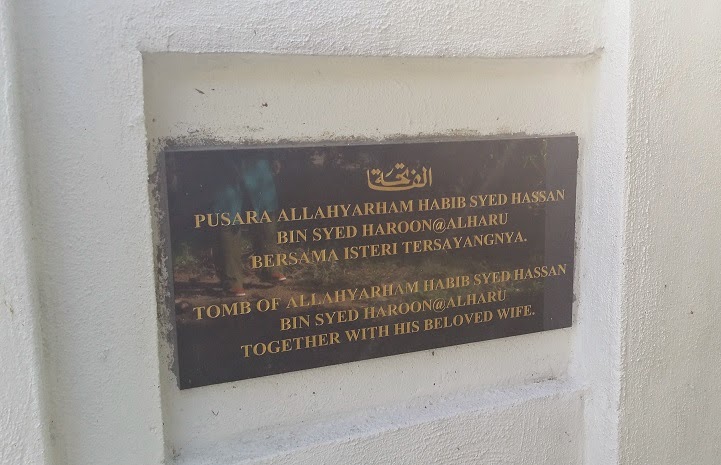 الفاتحة
PUSARA ALLAHYARHAM HABIB SYED HASSAN
BIN SYED HAROON@ALHARU
BERSAMA ISTERI TERSAYANGNYA.
TOMB OF ALLAHYARHAM HABIB SYED HASSAN
BIN SYED HAROON@ALHARU
TOGETHER WITH HIS BELOVED WIFE.